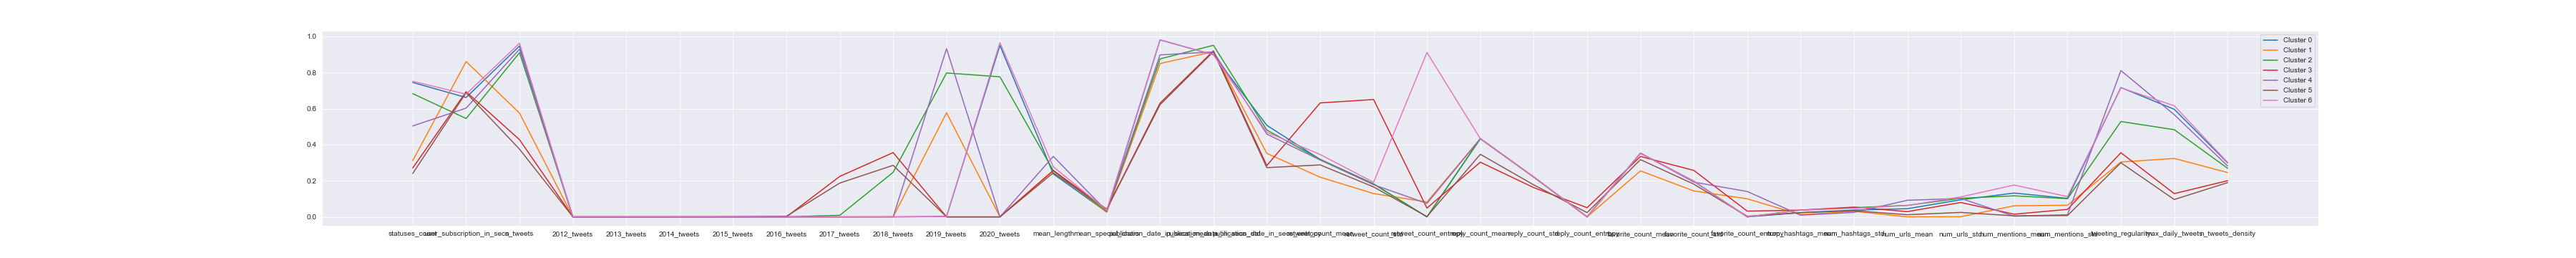 1.0
0.8
0.6
0.4
0.2
0.0
Cluster 0
Cluster 1
Cluster 2
Cluster 3
Cluster 4
Cluster 5
Cluster 6
statuses_count
user_subscription_in_secs
n_tweets
2012_tweets
2013_tweets
2014_tweets
2015_tweets
2016_tweets
2017_tweets
2018_tweets
2019_tweets
2020_tweets
mean_length
mean_special_chars
retweet_count_mean
retweet_count_std
retweet_count_entropy
reply_count_mean
reply_count_std
reply_count_entropy
favorite_count_mean
favorite_count_std
favorite_count_entropy
num_hashtags_mean
num_hashtags_std
num_urls_mean
num_urls_std
num_mentions_mean
num_mentions_std
tweeting_regularity
max_daily_tweets
n_tweets_density